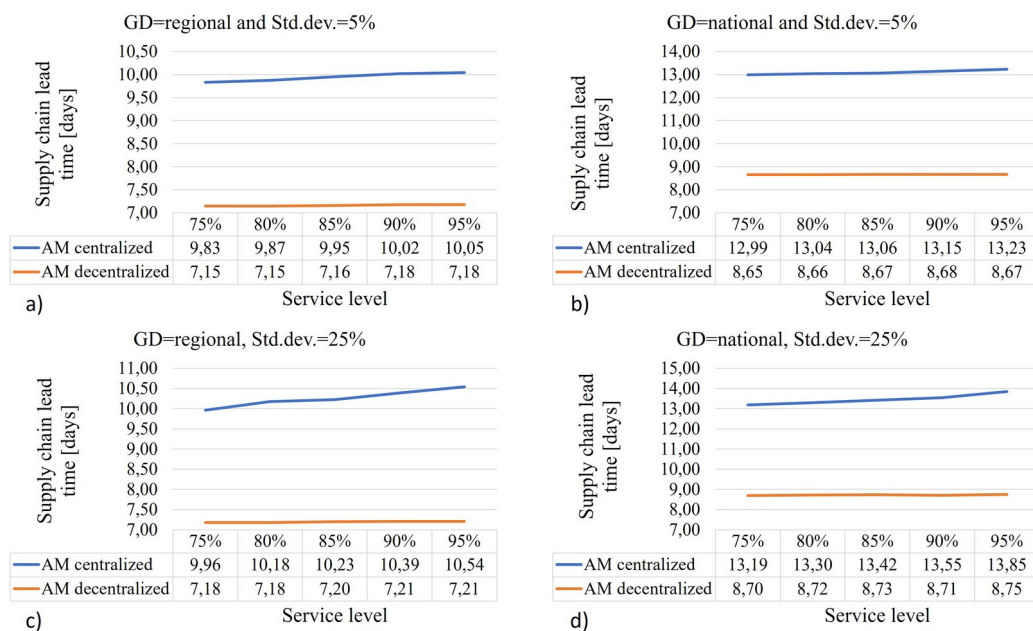 GD=regional and Std.dev.=5%
Supply chain lead
time [days]
10,50
10,00
9,50
9,00
8,50
8,00
7,50
7,00
75% 80% 85% 90% 95%
AM centralized 9,83 9,87 9,95 10,02 10,05
AM decentralized 7,15 7,15 7,16 7,18 7,18
a) Service level
GD=national and Std.dev.=5%
Suply chain lead
time [days]
14,00
13,00
12,00
11,00
10,00
9,00
8,00
7,00
75% 80% 85% 90% 95%
AM centralized 12,99 13,04 13,06 13,15 13,23
AM decentralized 8,65 8,66 8,67 8,68 8,67
b) Service level
GD=regional, Std.dev.=25%
Supply chain lead
time [days]
11,00
10,50
10,00
9,50
9,00
8,50
8,00
7,50
7,00
75% 80% 85% 90% 95%
AM centralized 9,96 10,18 10,23 10,39 10,54
AM decentralized 7,18 7,18 7,20 7,21 7,21
c) Service level
GD=national, Std.dev.=25%
Supply chain lead
time [days]
15,00
14,00
13,00
12,00
11,00
10,00
9,00
8,00
7,00
75% 80% 85% 90% 95%
AM centralized 13,19 13,30 13,42 13,55 13,85
AM decentralized 8,70 8,72 8,73 8,71 8,75
d) Service level